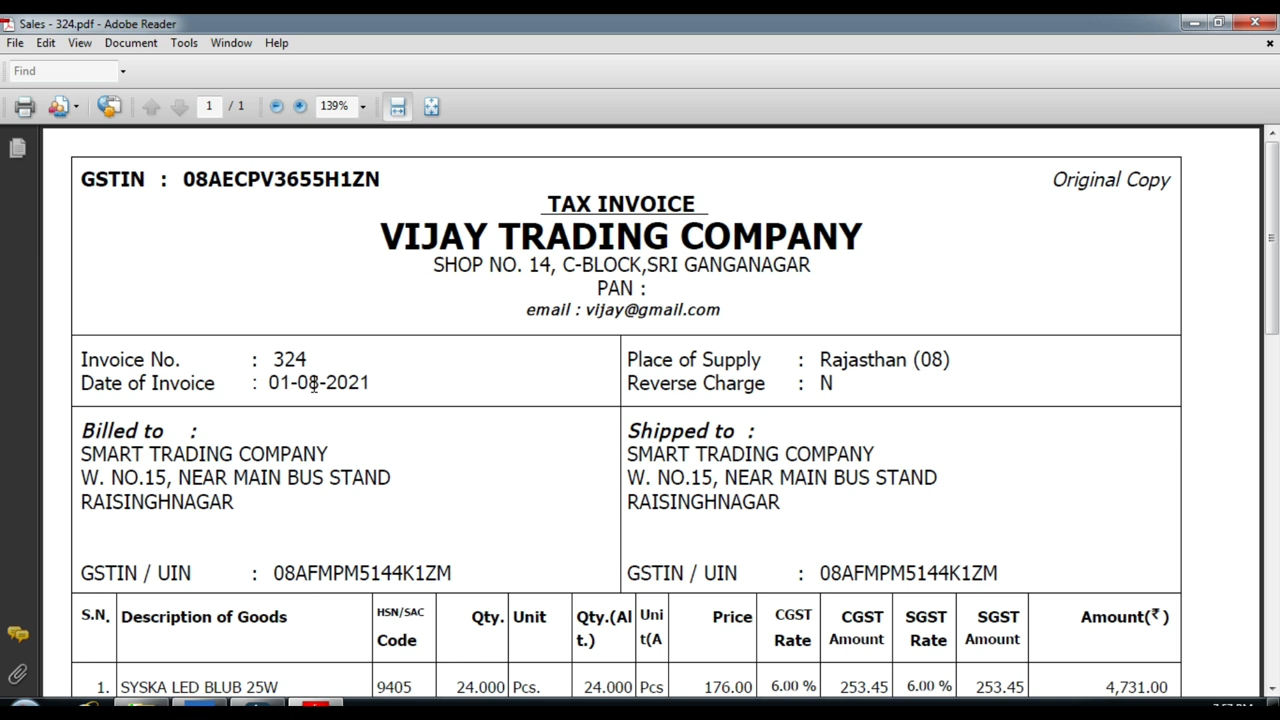 Sales - 324.pdf - Adobe Reader
File Edit View Document Tools Window Help
Find
1 / 1 139%
GSTIN : 08AECPV3655H1ZN
Original Copy
TAX INVOICE
VIJAY TRADING COMPANY
SHOP NO. 14, C-BLOCK,SRI GANGANAGAR
PAN :
email : vijay@gmail.com
Invoice No. : 324
Date of Invoice : 01-08-2021
Place of Supply : Rajasthan (08)
Reverse Charge : N
Billed to :
SMART TRADING COMPANY
W. NO.15, NEAR MAIN BUS STAND
RAISINGHNAGAR
GSTIN / UIN : 08AFMPM5144K1ZM
Shipped to :
SMART TRADING COMPANY
W. NO.15, NEAR MAIN BUS STAND
RAISINGHNAGAR
GSTIN / UIN : 08AFMPM5144K1ZM
S.N. Description of Goods HSN/SAC Code Qty. Unit Qty.(Alt.) Unit(A Price CGST Rate CGST Amount SGST Rate SGST Amount Amount(₹)
1. SYSKA LED BLUB 25W 9405 24.000 Pcs. 24.000 Pcs 176.00 6.00 % 253.45 6.00 % 253.45 4,731.00